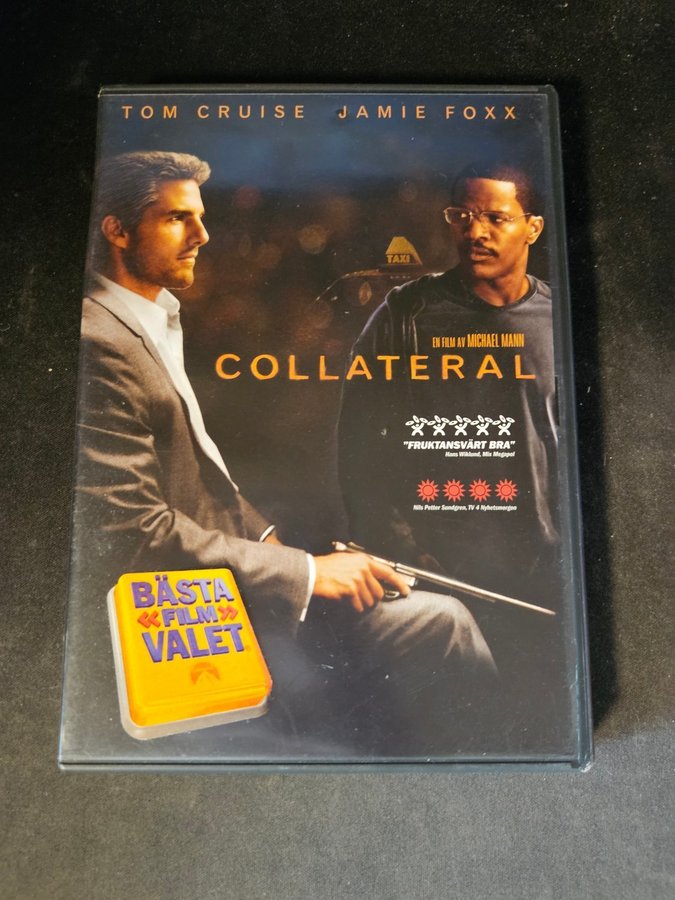 TOM CRUISE JAMIE FOXX
TAXI
EN FILM AV MICHAEL MANN
COLLATERAL
"FRUKTANSVÄRT BRA"
Hans Wiklund, Mix Megapol
Nils Petter Sundgren, TV 4 Nyhetsmorgon
BÄSTA
«FILM»
VALET